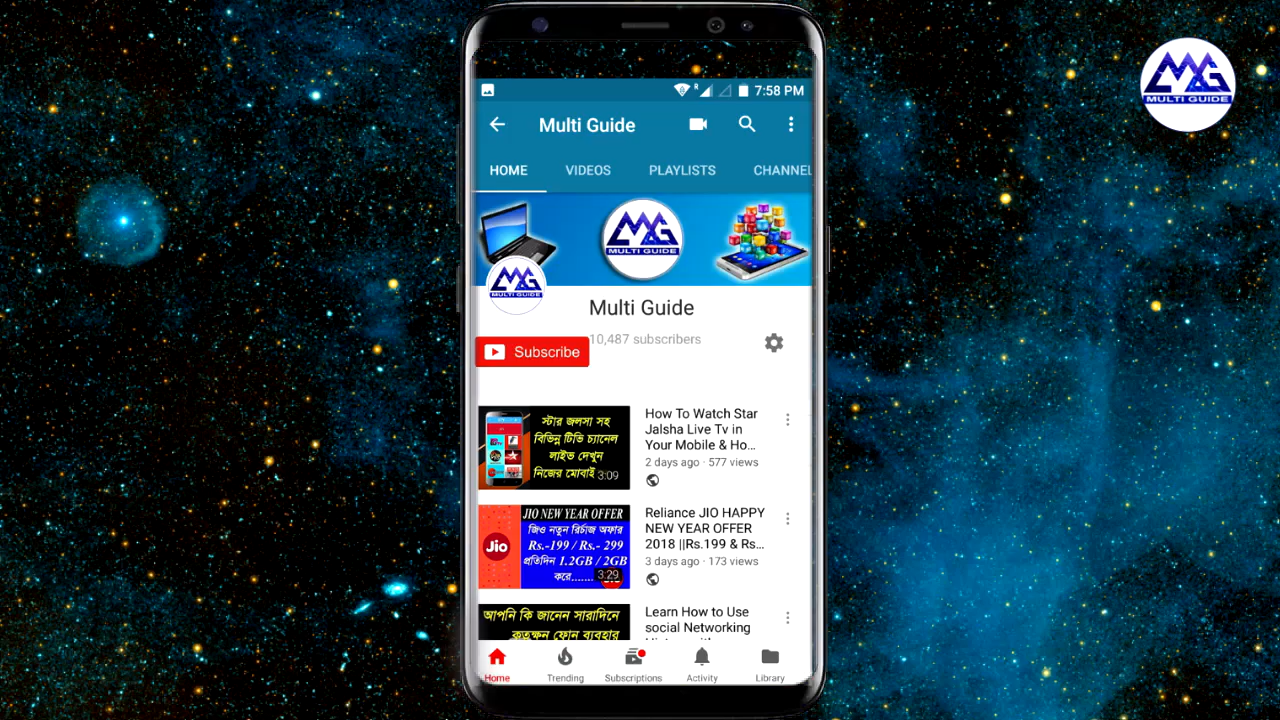 7:58 PM
Multi Guide
HOME VIDEOS PLAYLISTS CHANNEL
MULTI GUIDE
MULTI GUIDE
MULTI GUIDE
Multi Guide
10,487 subscribers
Subscribe
স্টার জলসা সহ
বিভিন্ন টিভি চ্যানেল
লাইভ দেখুন
নিজের মোবাই
3:09
How To Watch Star
Jalsha Live Tv in
Your Mobile & Ho...
2 days ago · 577 views
JIO NEW YEAR OFFER
Jio
জিও নতুন রির্চাজ অফার
Rs.-199 / Rs.- 299
প্রতিদিন 1.2GB / 2GB
করে.......
3:29
Reliance JIO HAPPY
NEW YEAR OFFER
2018 ||Rs.199 & Rs...
3 days ago · 173 views
আপনি কি জানেন সারাদিনে
কতক্ষন ফোন ব্যবহার
Learn How to Use
social Networking
Home Trending Subscriptions Activity Library